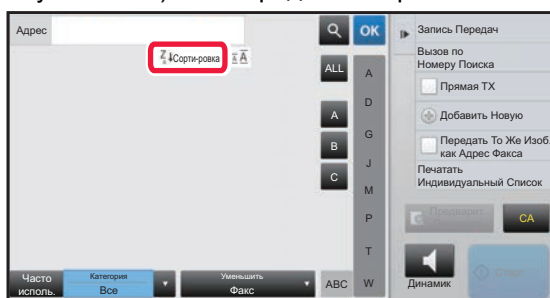 Адрес
OK
Z↓Сорти-ровка
A A
ALL
A
B
C
A
D
G
J
M
P
T
W
ABC
Часто
исполь.
Категория
Все
Уменьшить
Факс
Запись Передач
Вызов по
Номеру Поиска
Прямая TX
Добавить Новую
Передать То Же Изоб.
как Адрес Факса
Печатать
Индивидуальный Список
CA
Динамик
Старт